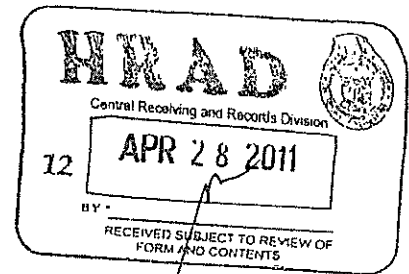 HRAD
Central Receiving and Records Division
12
APR 28 2011
BY
RECEIVED SUBJECT TO REVIEW OF
FORM AND CONTENTS